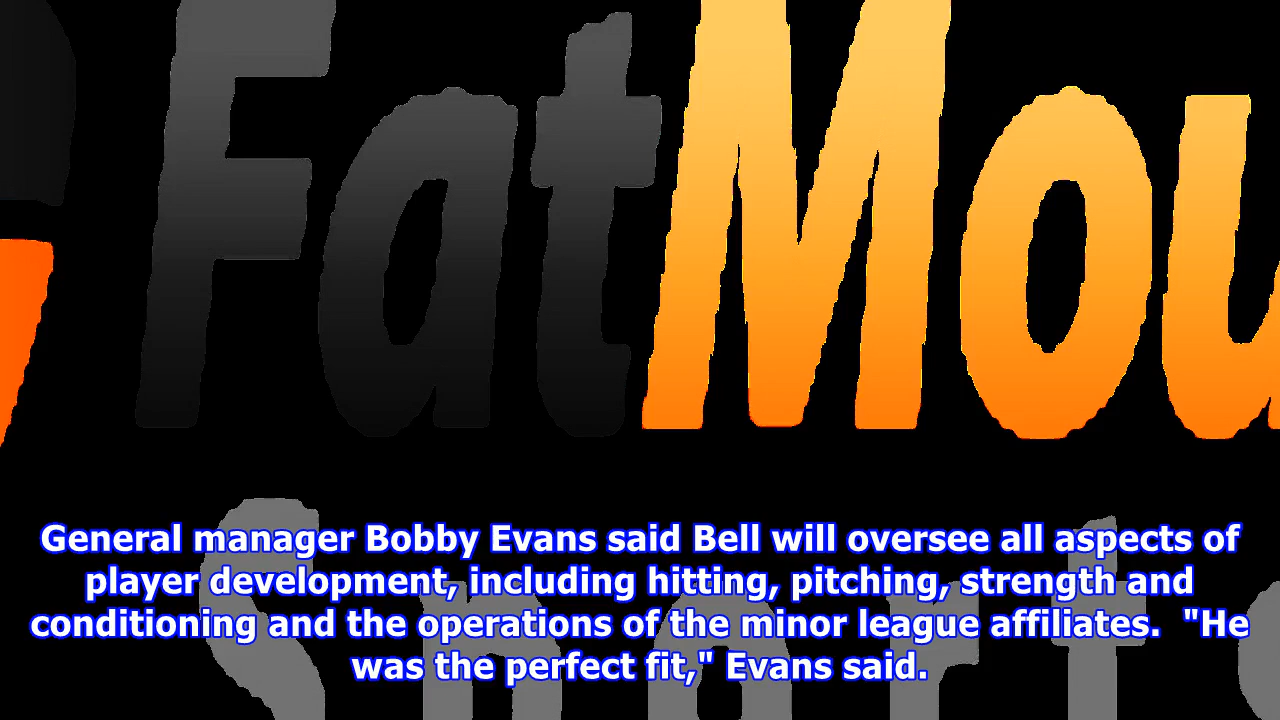 FatMou
General manager Bobby Evans said Bell will oversee all aspects of
player development, including hitting, pitching, strength and
conditioning and the operations of the minor league affiliates.  "He
was the perfect fit," Evans said.